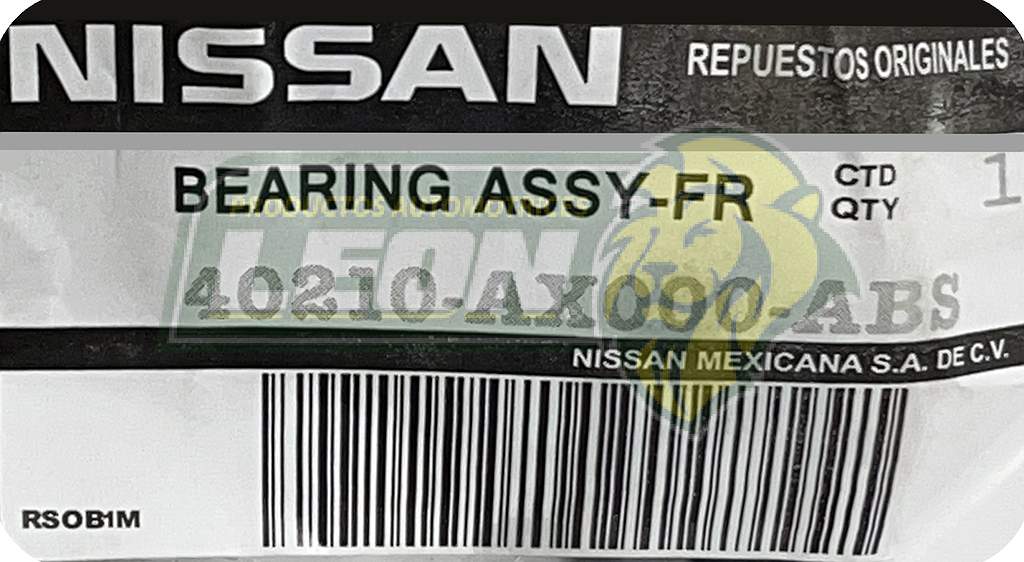 NISSAN
REPUESTOS ORIGINALES
BEARING ASSY-FR
CTD
QTY
1
PRODUCTOS AUTOMOTRICES
LEON
40210-AX090-ABS
NISSAN MEXICANA S.A. DE C.V.
RSOB1M